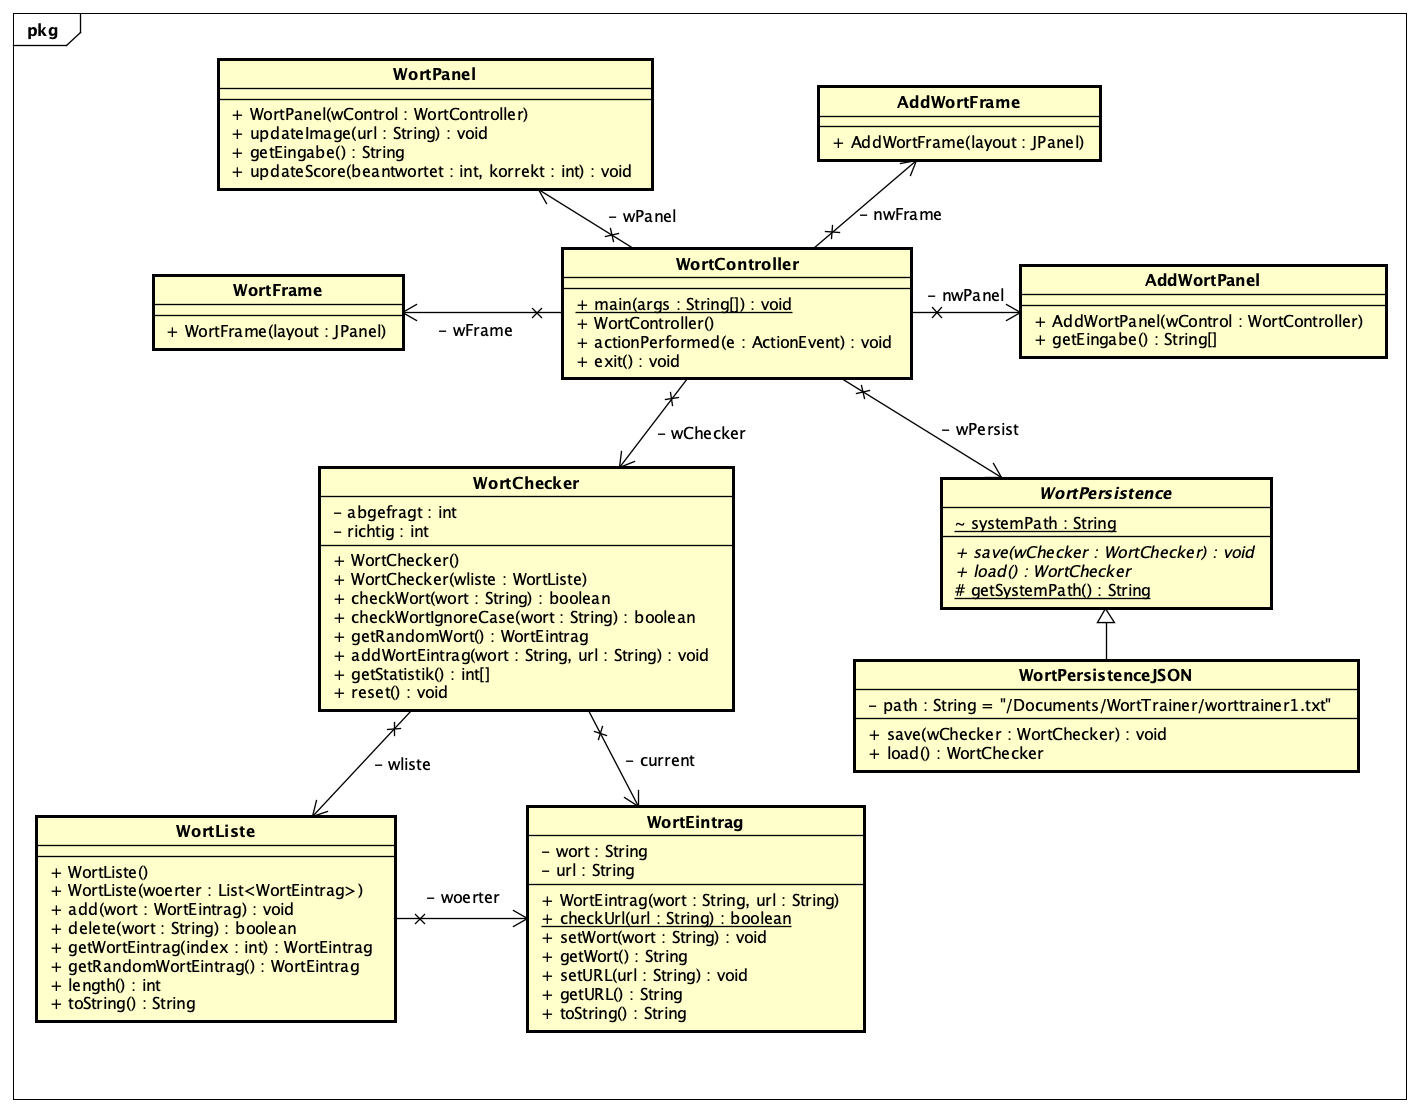 pkg
WortPanel
+ WortPanel(wControl : WortController)
+ updateImage(url : String) : void
+ getEingabe() : String
+ updateScore(beantwortet : int, korrekt : int) : void
AddWortFrame
+ AddWortFrame(layout : JPanel)
- wPanel
- nwFrame
WortFrame
+ WortFrame(layout : JPanel)
- wFrame
WortController
+ main(args : String[]) : void
+ WortController()
+ actionPerformed(e : ActionEvent) : void
+ exit() : void
- nwPanel
AddWortPanel
+ AddWortPanel(wControl : WortController)
+ getEingabe() : String[]
- wChecker
- wPersist
WortChecker
- abgefragt : int
- richtig : int
+ WortChecker()
+ WortChecker(wliste : WortListe)
+ checkWort(wort : String) : boolean
+ checkWortIgnoreCase(wort : String) : boolean
+ getRandomWort() : WortEintrag
+ addWortEintrag(wort : String, url : String) : void
+ getStatistik() : int[]
+ reset() : void
WortPersistence
~ systemPath : String
+ save(wChecker : WortChecker) : void
+ load() : WortChecker
# getSystemPath() : String
WortPersistenceJSON
- path : String = "/Documents/WortTrainer/worttrainer1.txt"
+ save(wChecker : WortChecker) : void
+ load() : WortChecker
- wliste
- current
WortListe
+ WortListe()
+ WortListe(woerter : List<WortEintrag>)
+ add(wort : WortEintrag) : void
+ delete(wort : String) : boolean
+ getWortEintrag(index : int) : WortEintrag
+ getRandomWortEintrag() : WortEintrag
+ length() : int
+ toString() : String
- woerter
WortEintrag
- wort : String
- url : String
+ WortEintrag(wort : String, url : String)
+ checkUrl(url : String) : boolean
+ setWort(wort : String) : void
+ getWort() : String
+ setURL(url : String) : void
+ getURL() : String
+ toString() : String